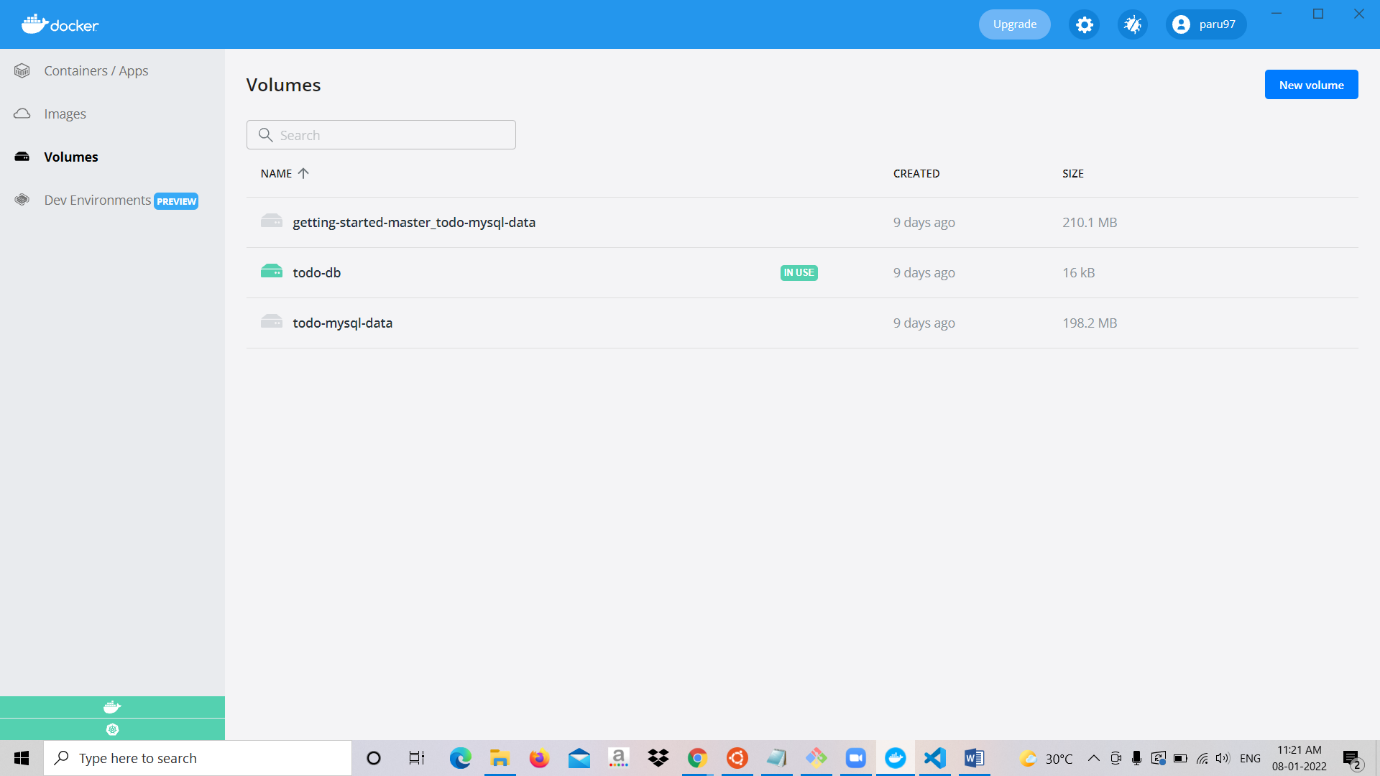 docker
Upgrade
paru97
Containers / Apps
Images
Volumes
Dev Environments PREVIEW
Volumes
New volume
Search
NAME CREATED SIZE
getting-started-master_todo-mysql-data 9 days ago 210.1 MB
todo-db IN USE 9 days ago 16 kB
todo-mysql-data 9 days ago 198.2 MB
Type here to search
a
30°C
ENG
11:21 AM
08-01-2022
2